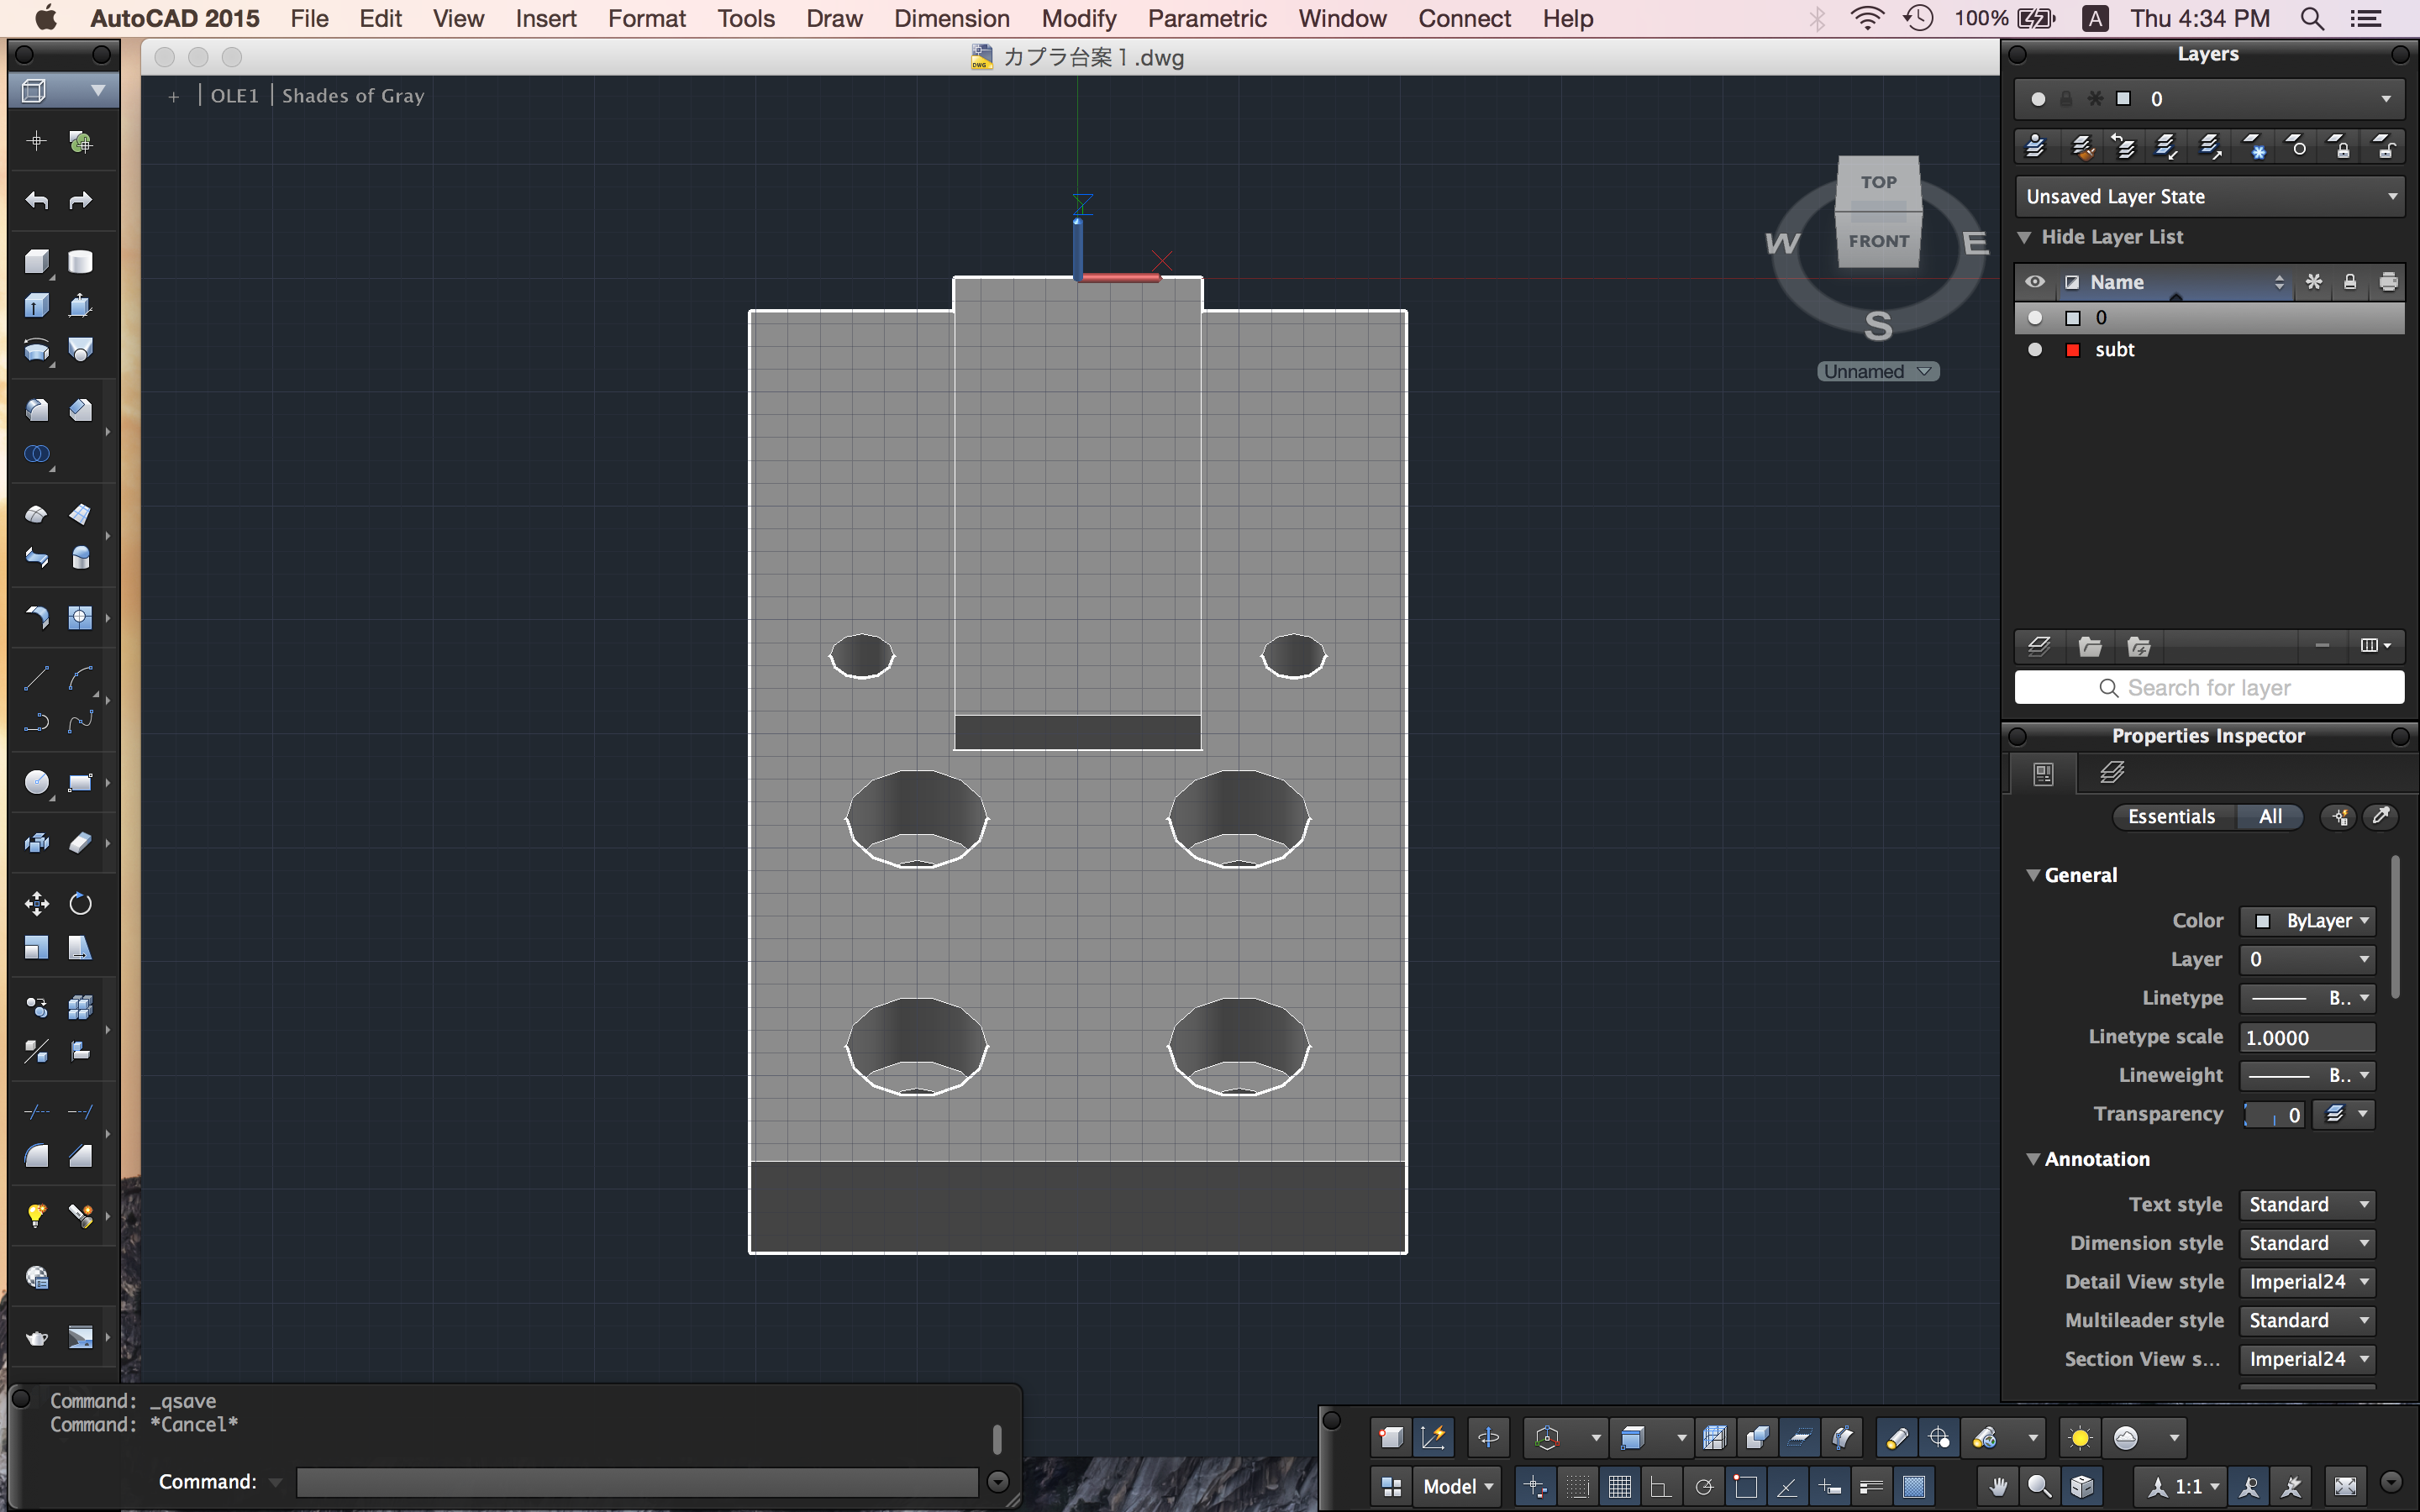 AutoCAD 2015 File Edit View Insert Format Tools Draw Dimension Modify Parametric Window Connect Help 100% A Thu 4:34 PM
カプラ台案1.dwg
+ OLE1 Shades of Gray
TOP
FRONT
W E
S
Unnamed
Layers
0
Unsaved Layer State
Hide Layer List
Name
0
subt
Search for layer
Properties Inspector
Essentials All
General
Color ByLayer
Layer 0
Linetype B..
Linetype scale 1.0000
Lineweight B..
Transparency 0
Annotation
Text style Standard
Dimension style Standard
Detail View style Imperial24
Multileader style Standard
Section View s... Imperial24
Command: _qsave
Command: *Cancel*
Command:
Model 1:1